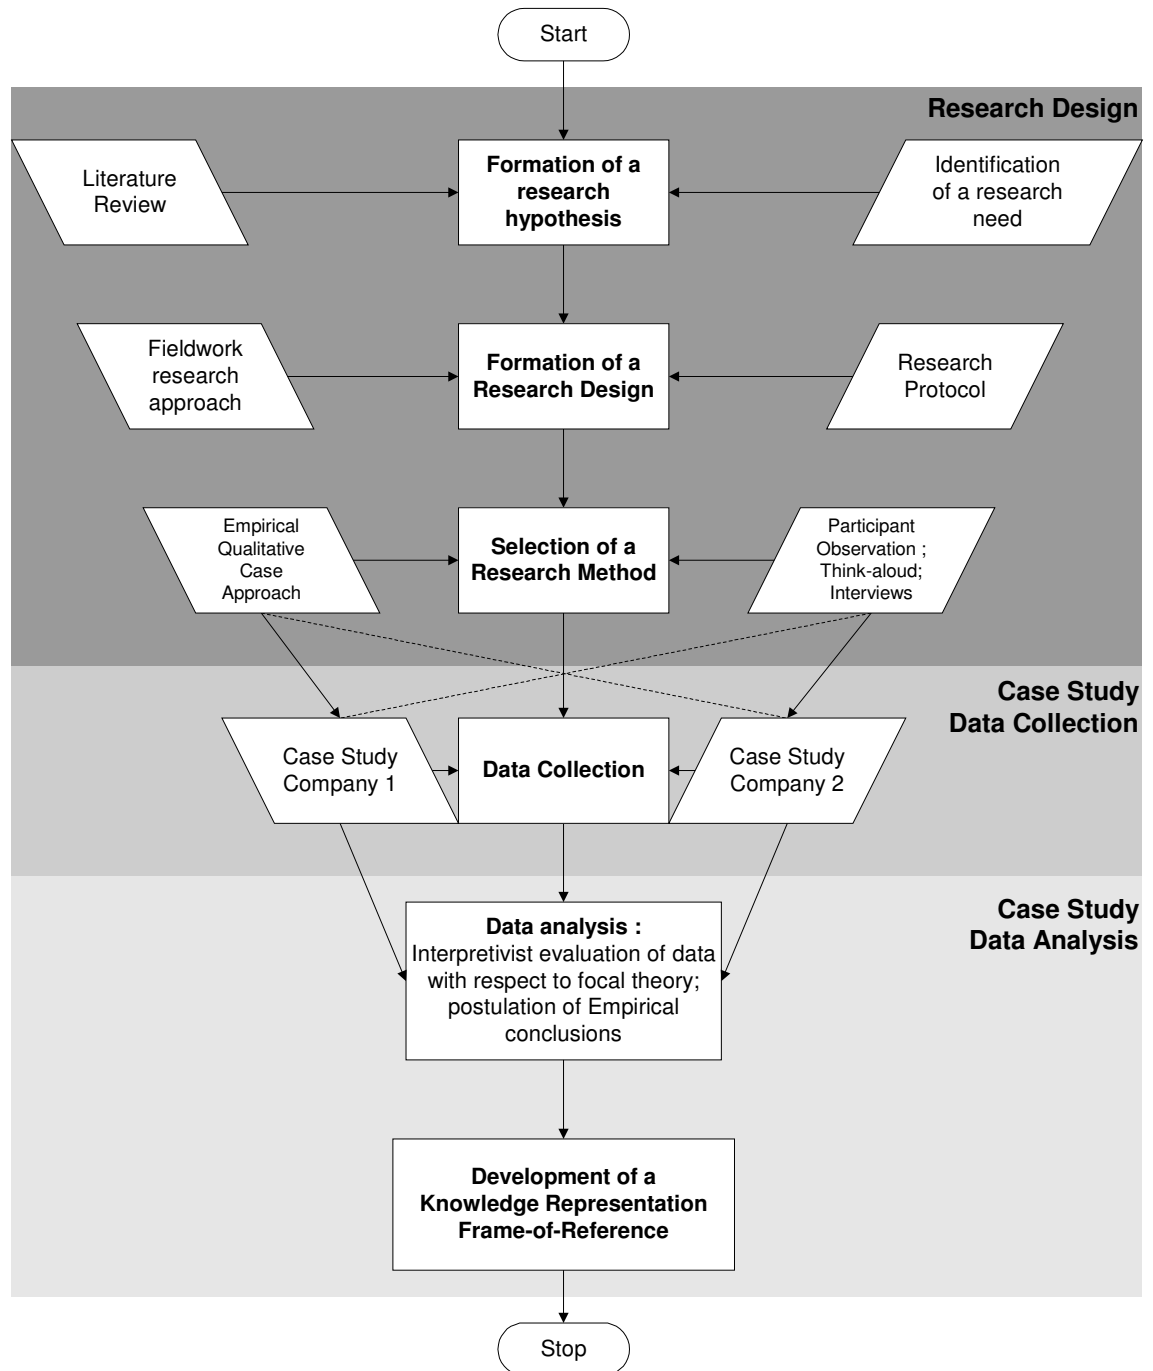 Start
Research Design
Literature
Review
Formation of a
research
hypothesis
Identification
of a research
need
Fieldwork
research
approach
Formation of a
Research Design
Research
Protocol
Empirical
Qualitative
Case
Approach
Selection of a
Research Method
Participant
Observation ;
Think-aloud;
Interviews
Case Study
Data Collection
Case Study
Company 1
Data Collection
Case Study
Company 2
Case Study
Data Analysis
Data analysis :
Interpretivist evaluation of data
with respect to focal theory;
postulation of Empirical
conclusions
Development of a
Knowledge Representation
Frame-of-Reference
Stop